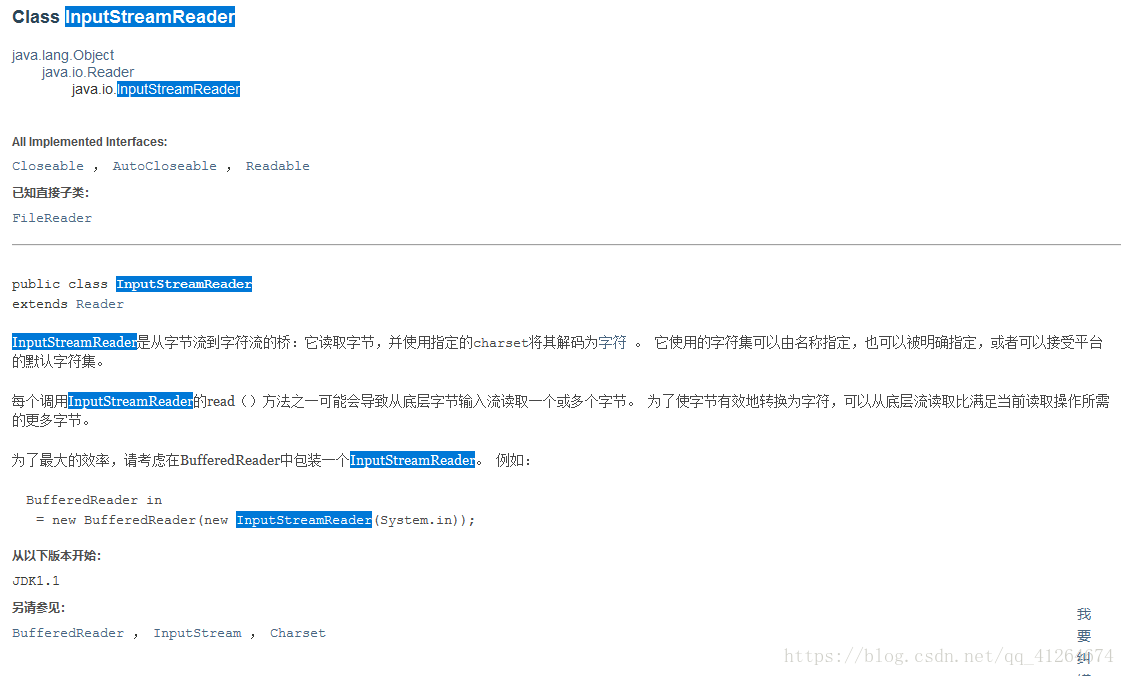 Class InputStreamReader
java.lang.Object
java.io.Reader
java.io.InputStreamReader
All Implemented Interfaces:
Closeable , AutoCloseable , Readable
已知直接子类:
FileReader
public class InputStreamReader
extends Reader
InputStreamReader是从字节流到字符流的桥：它读取字节，并使用指定的charset将其解码为字符 。 它使用的字符集可以由名称指定，也可以被明确指定，或者可以接受平台
的默认字符集。
每个调用InputStreamReader的read（）方法之一可能会导致从底层字节输入流读取一个或多个字节。 为了使字节有效地转换为字符，可以从底层流读取比满足当前读取操作所需
的更多字节。
为了最大的效率，请考虑在BufferedReader中包装一个InputStreamReader。 例如：
BufferedReader in
= new BufferedReader(new InputStreamReader(System.in));
从以下版本开始:
JDK1.1
另请参见:
BufferedReader , InputStream , Charset
我
要
纠
https://blog.csdn.net/qq_41264674